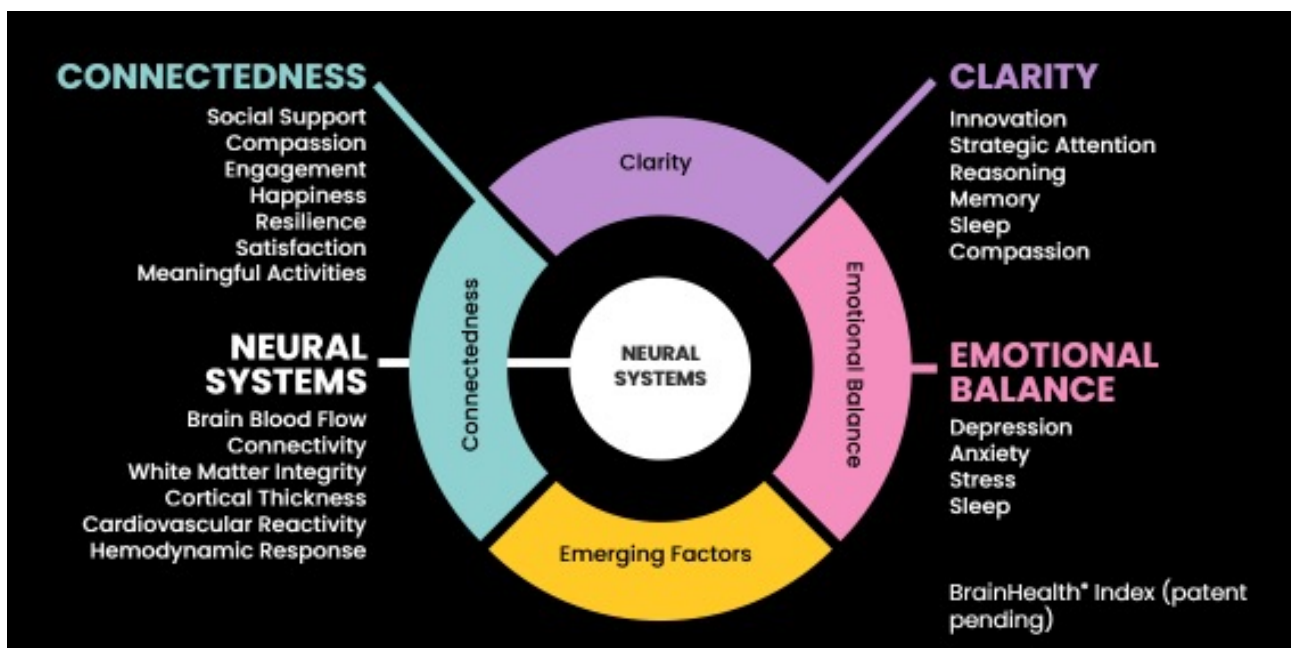 CONNECTEDNESS
Social Support
Compassion
Engagement
Happiness
Resilience
Satisfaction
Meaningful Activities
NEURAL
SYSTEMS
Brain Blood Flow
Connectivity
White Matter Integrity
Cortical Thickness
Cardiovascular Reactivity
Hemodynamic Response
Clarity
Connectedness
NEURAL
SYSTEMS
Emotional Balance
Emerging Factors
CLARITY
Innovation
Strategic Attention
Reasoning
Memory
Sleep
Compassion
EMOTIONAL
BALANCE
Depression
Anxiety
Stress
Sleep
BrainHealth* Index (patent
pending)